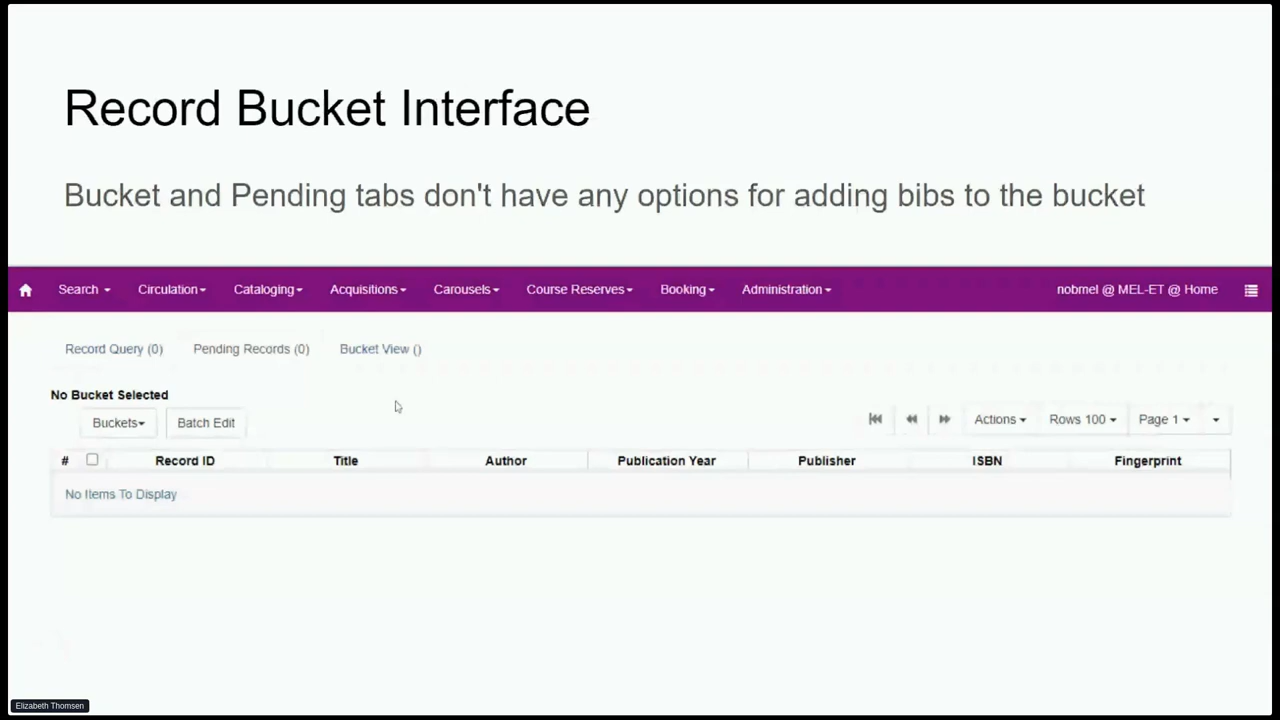 Record Bucket Interface
Bucket and Pending tabs don't have any options for adding bibs to the bucket
Search Circulation Cataloging Acquisitions Carousels Course Reserves Booking Administration nobmel @ MEL-ET @ Home
Record Query (0) Pending Records (0) Bucket View ()
No Bucket Selected
Buckets Batch Edit Actions Rows 100 Page 1
# Record ID Title Author Publication Year Publisher ISBN Fingerprint
No Items To Display
Elizabeth Thomsen